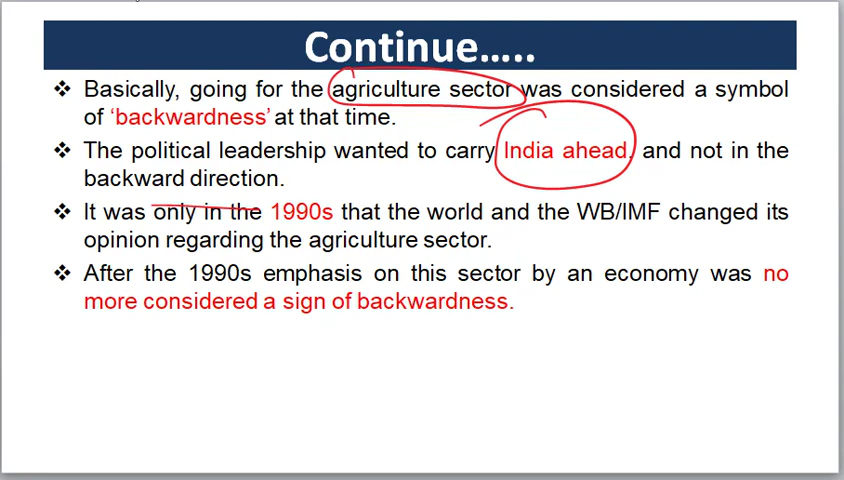 Continue…..
❖ Basically, going for the agriculture sector was considered a symbol
of ‘backwardness’ at that time.
❖ The political leadership wanted to carry India ahead, and not in the
backward direction.
❖ It was only in the 1990s that the world and the WB/IMF changed its
opinion regarding the agriculture sector.
❖ After the 1990s emphasis on this sector by an economy was no
more considered a sign of backwardness.